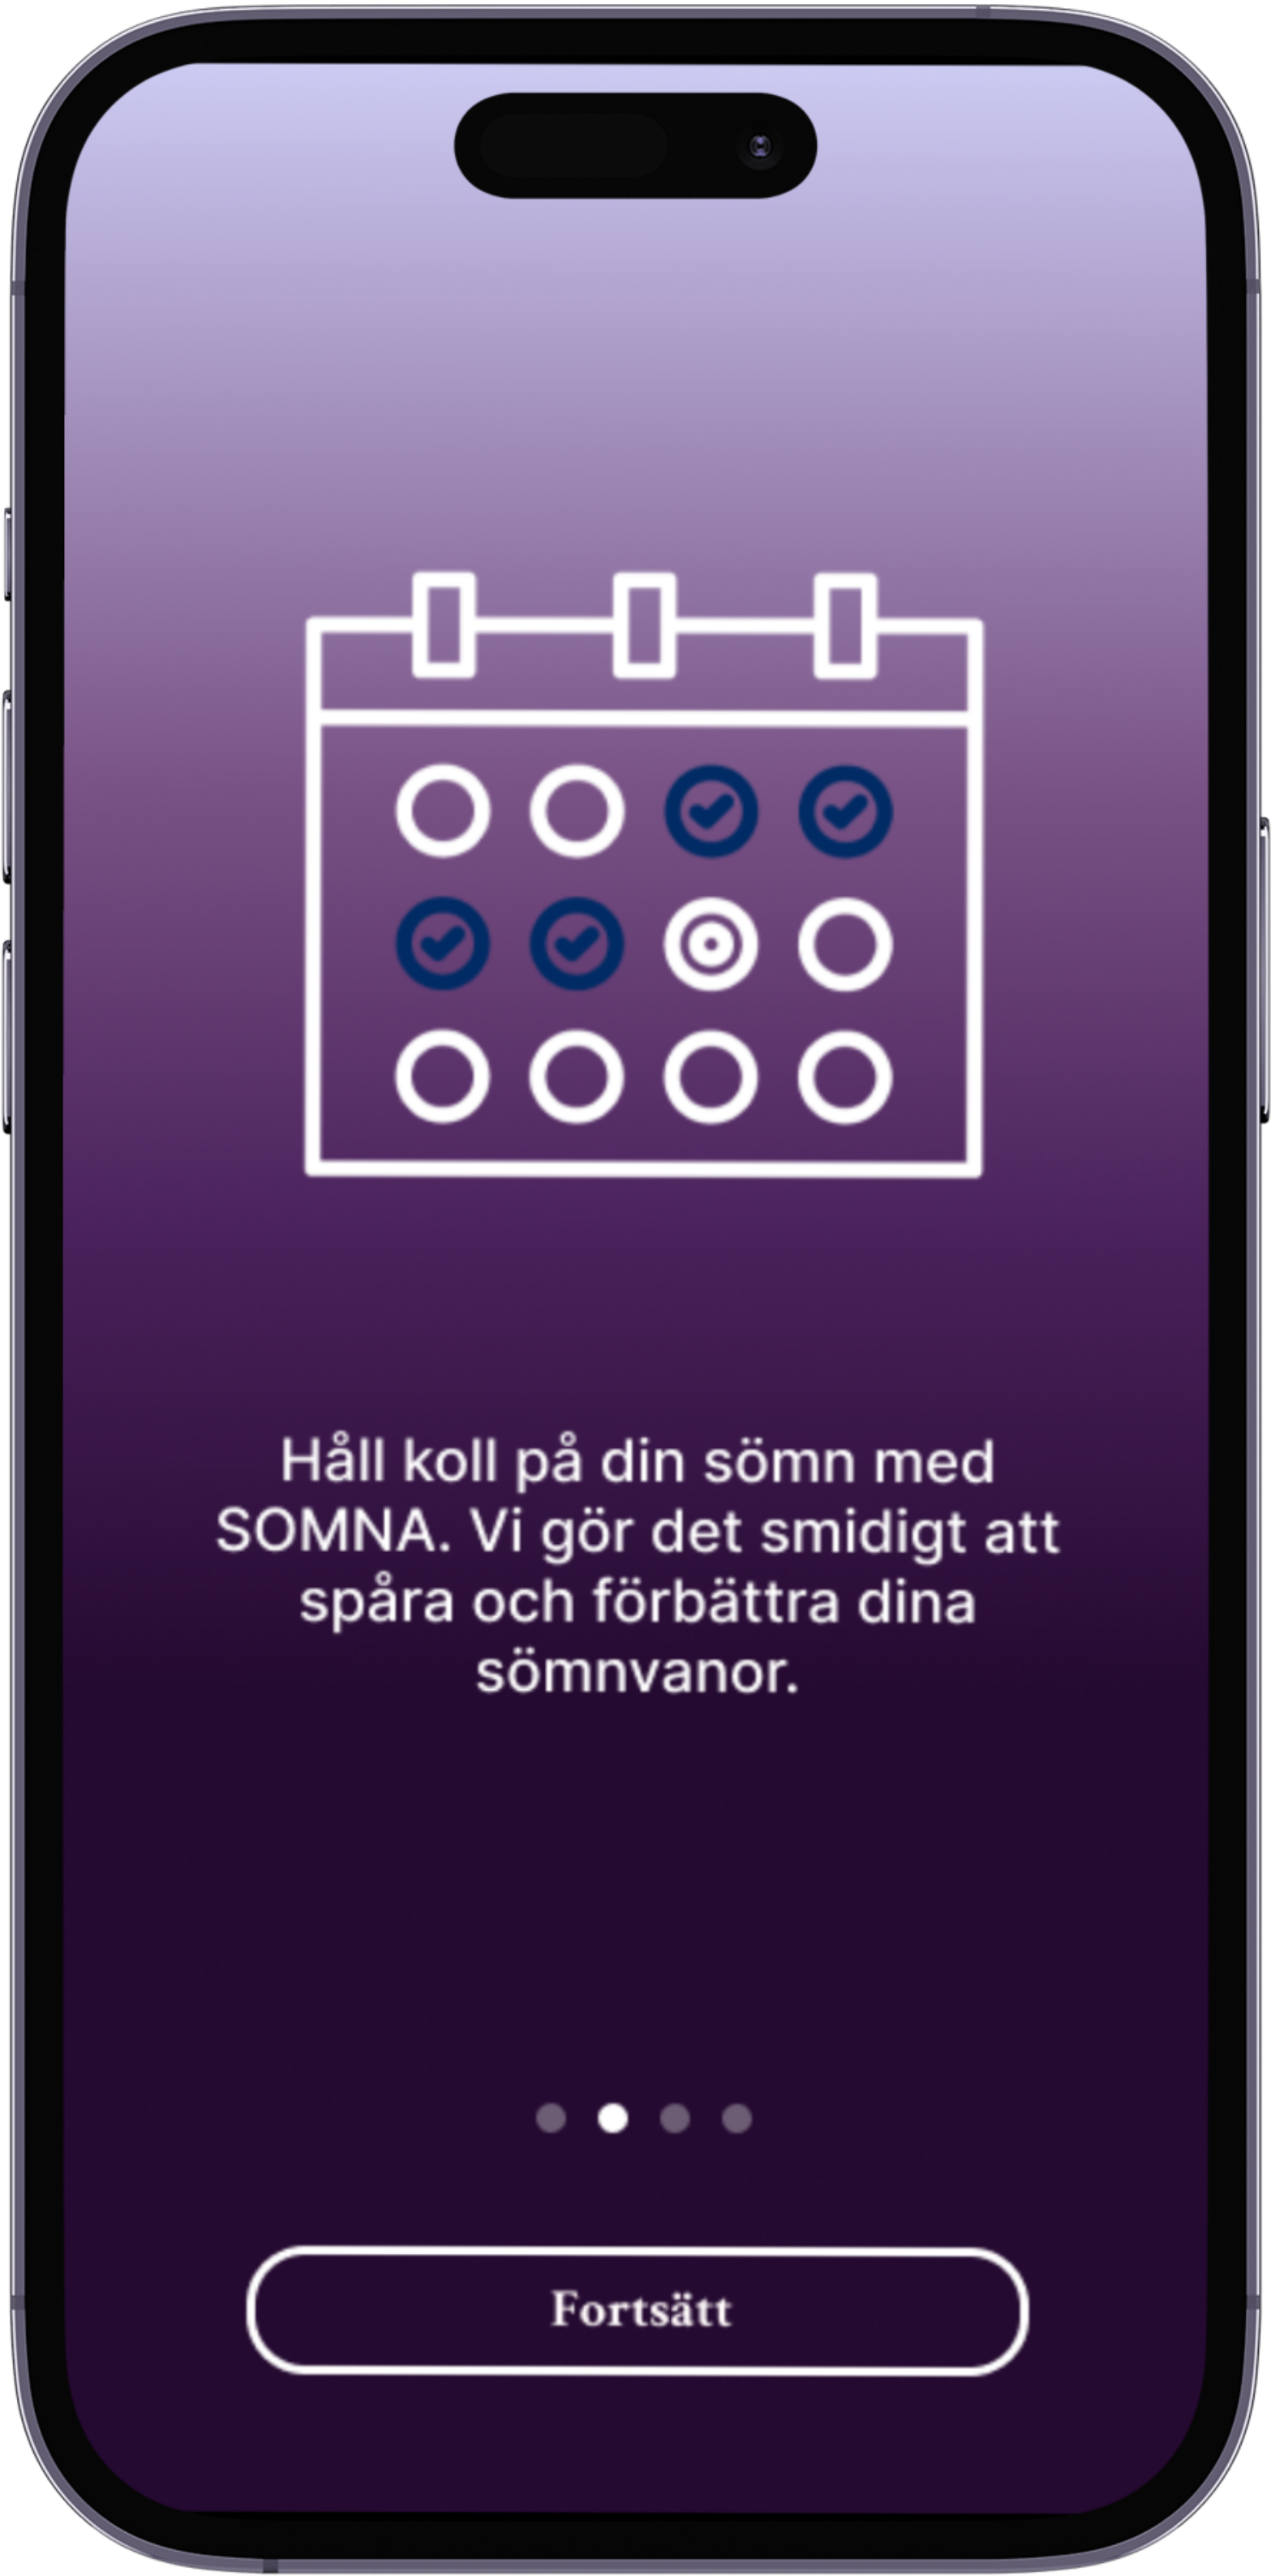 Håll koll på din sömn med
SOMNA. Vi gör det smidigt att
spåra och förbättra dina
sömnvanor.
Fortsätt